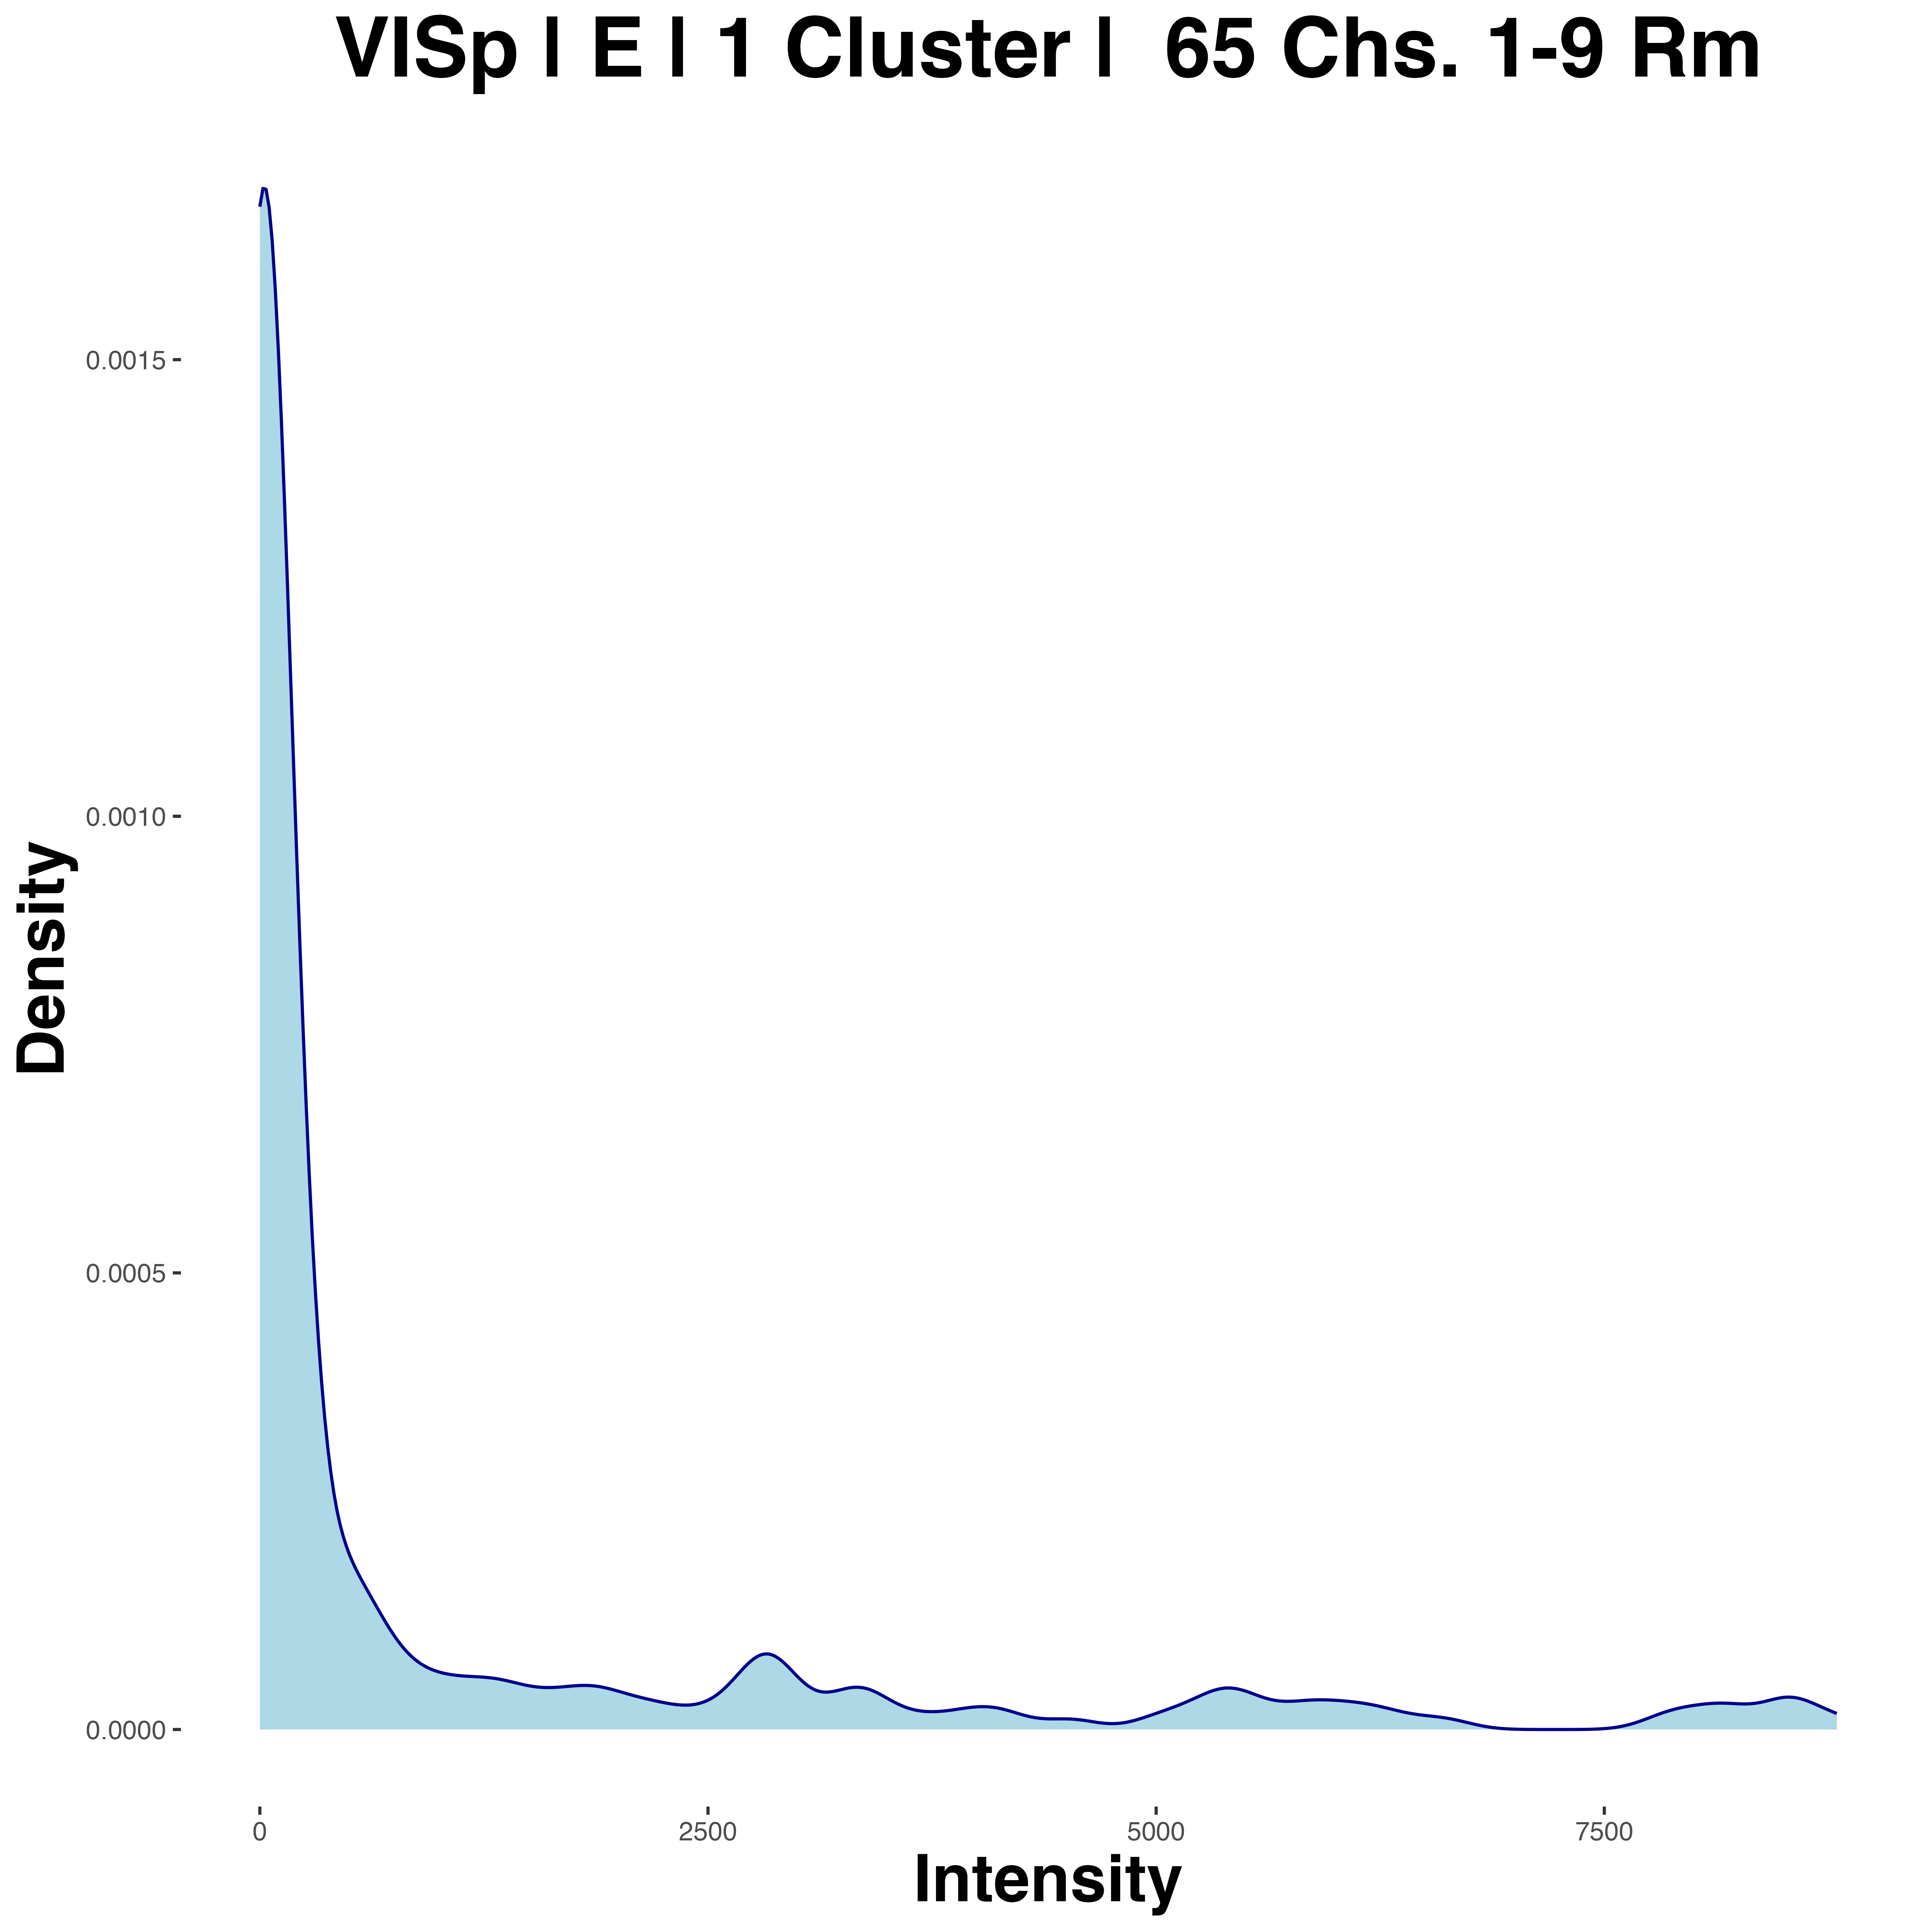 VISp | E | 1 Cluster | 65 Chs. 1-9 Rm
Density
0.0015
0.0010
0.0005
0.0000
0 2500 5000 7500
Intensity